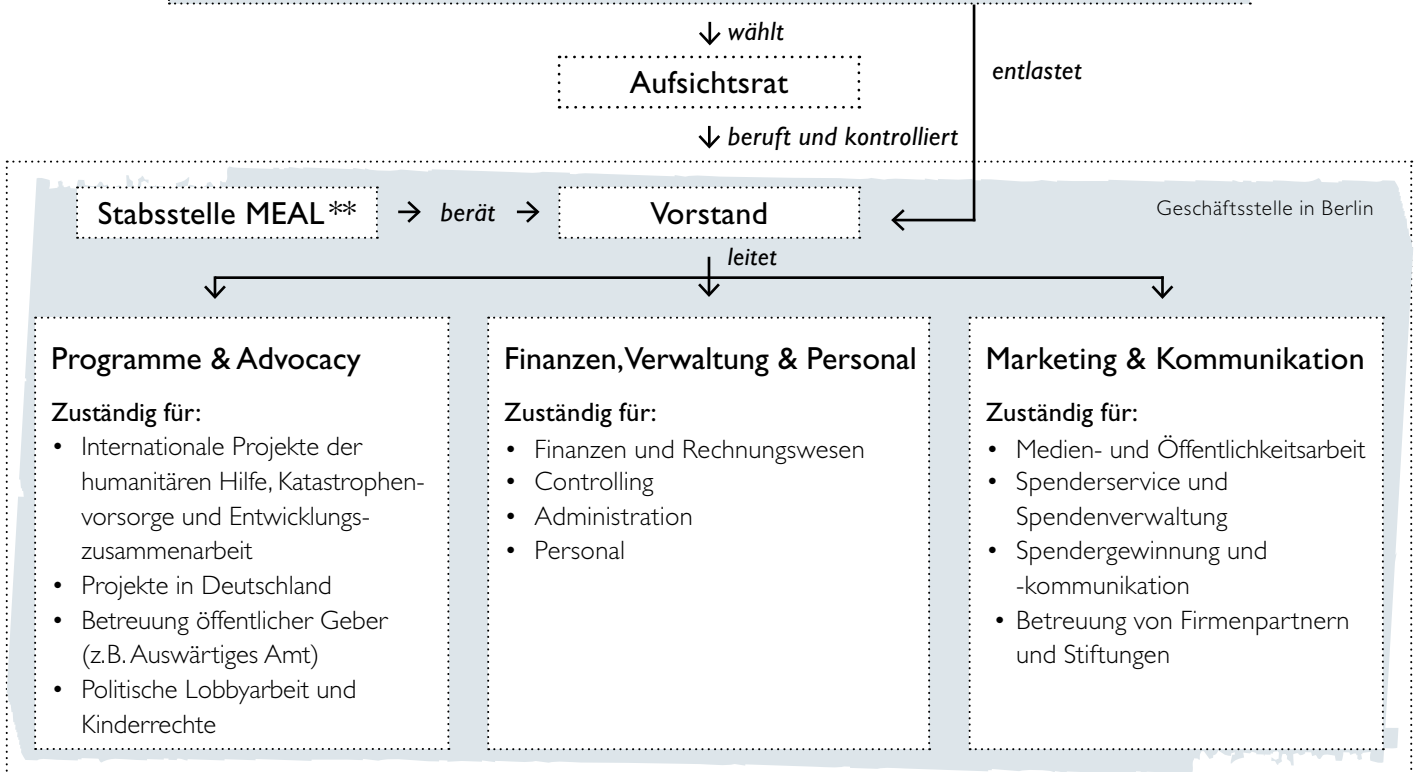 wählt
Aufsichtsrat
entlastet
beruft und kontrolliert
Stabsstelle MEAL**
berät
Vorstand
Geschäftsstelle in Berlin
leitet
Programme & Advocacy
Zuständig für:
• Internationale Projekte der
humanitären Hilfe, Katastrophen-
vorsorge und Entwicklungs-
zusammenarbeit
• Projekte in Deutschland
• Betreuung öffentlicher Geber
(z.B. Auswärtiges Amt)
• Politische Lobbyarbeit und
Kinderrechte
Finanzen, Verwaltung & Personal
Zuständig für:
• Finanzen und Rechnungswesen
• Controlling
• Administration
• Personal
Marketing & Kommunikation
Zuständig für:
• Medien- und Öffentlichkeitsarbeit
• Spenderservice und
Spendenverwaltung
• Spendergewinnung und
-kommunikation
• Betreuung von Firmenpartnern
und Stiftungen